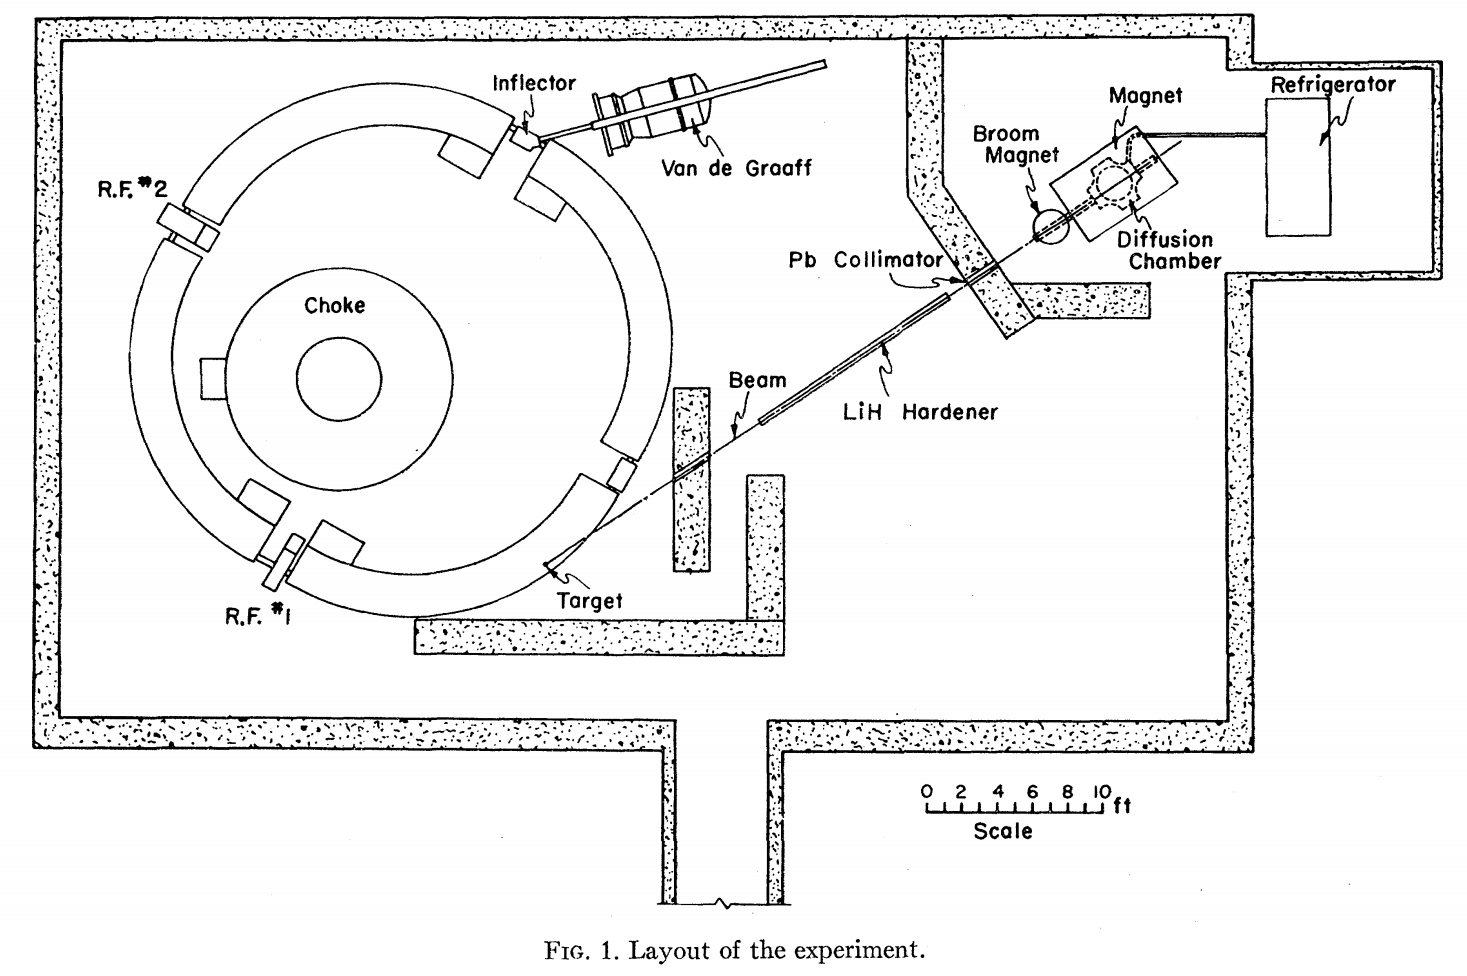 Inflector
Van de Graaff
R.F. #2
Choke
R.F. #1
Target
Beam
LiH Hardener
Pb Collimator
Broom
Magnet
Magnet
Diffusion
Chamber
Refrigerator
0 2 4 6 8 10 ft
Scale
FIG. 1. Layout of the experiment.